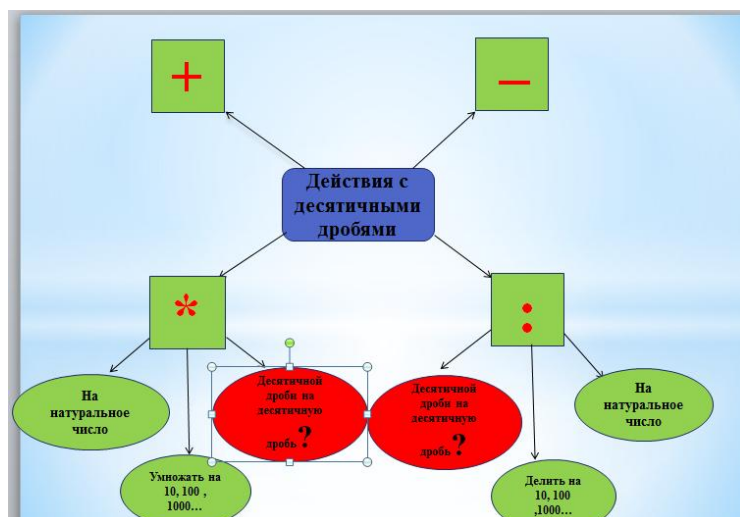 +
–
Действия с
десятичными
дробями
*
:
На
натуральное
число
Десятичной
дроби на
десятичную
дробь ?
Десятичной
дроби на
десятичную
дробь ?
На
натуральное
число
Умножать на
10, 100 ,
1000...
Делить на
10, 100
,1000...